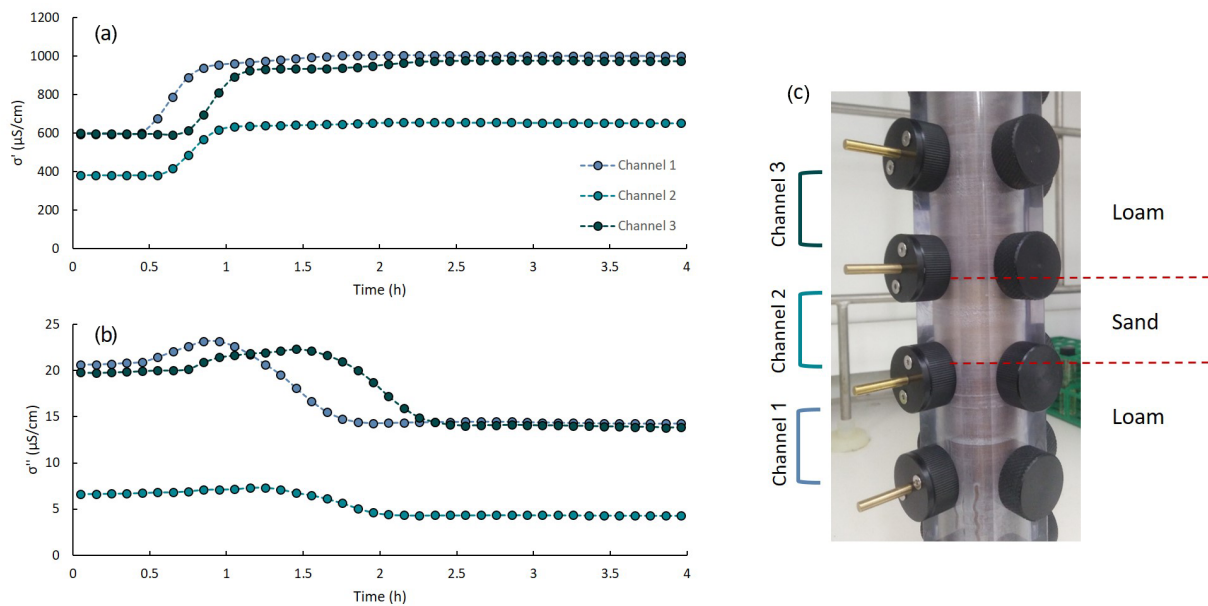 (a)
σ' (µS/cm)
1200
1000
800
600
400
200
0
Channel 1
Channel 2
Channel 3
0 0.5 1 1.5 2 2.5 3 3.5 4
Time (h)
(b)
σ'' (µS/cm)
25
20
15
10
5
0
0 0.5 1 1.5 2 2.5 3 3.5 4
Time (h)
(c)
Channel 3
Channel 2
Channel 1
Loam
Sand
Loam